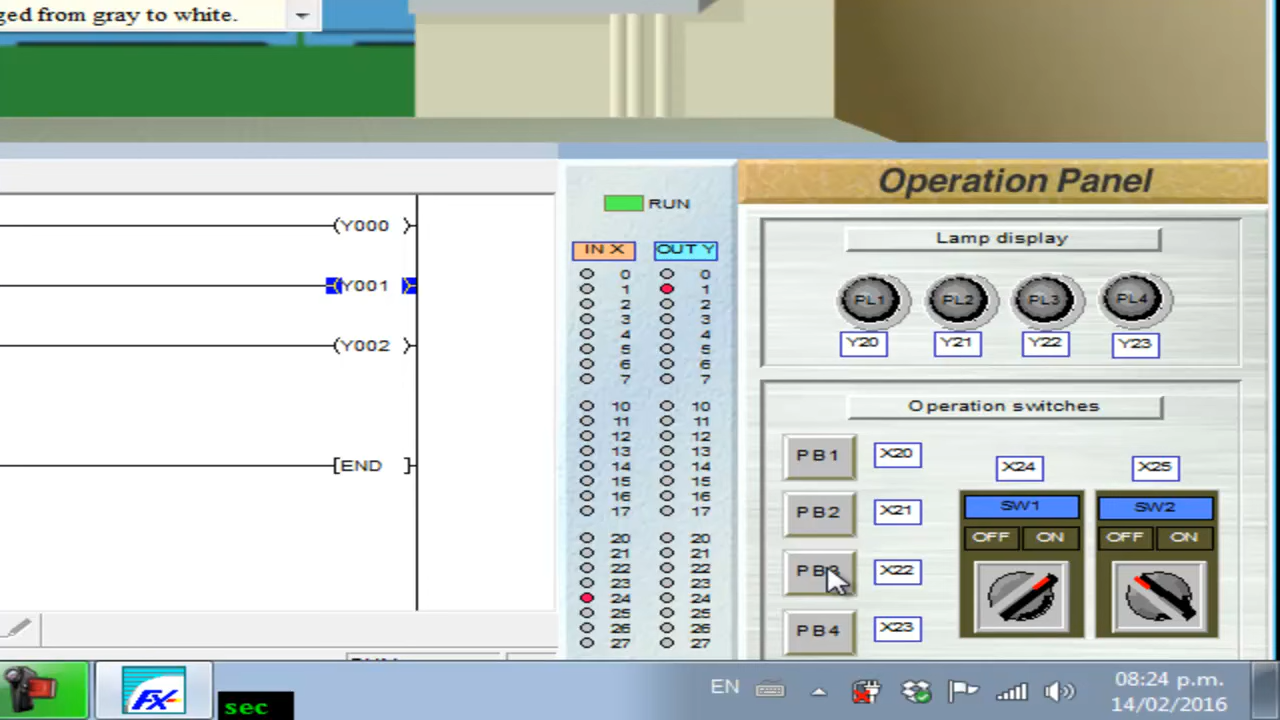 ged from gray to white.
Operation Panel
RUN
Lamp display
IN X OUT Y
(Y000 )
(Y001 )
(Y002 )
[END ]
0 0
1 1
2 2
3 3
4 4
5 5
6 6
7 7
10 10
11 11
12 12
13 13
14 14
15 15
16 16
17 17
20 20
21 21
22 22
23 23
24 24
25 25
26 26
27 27
PL1 PL2 PL3 PL4
Y20 Y21 Y22 Y23
Operation switches
PB1 X20
PB2 X21
PB3 X22
PB4 X23
X24 X25
SW1 SW2
OFF ON OFF ON
FX
sec
EN
08:24 p.m.
14/02/2016